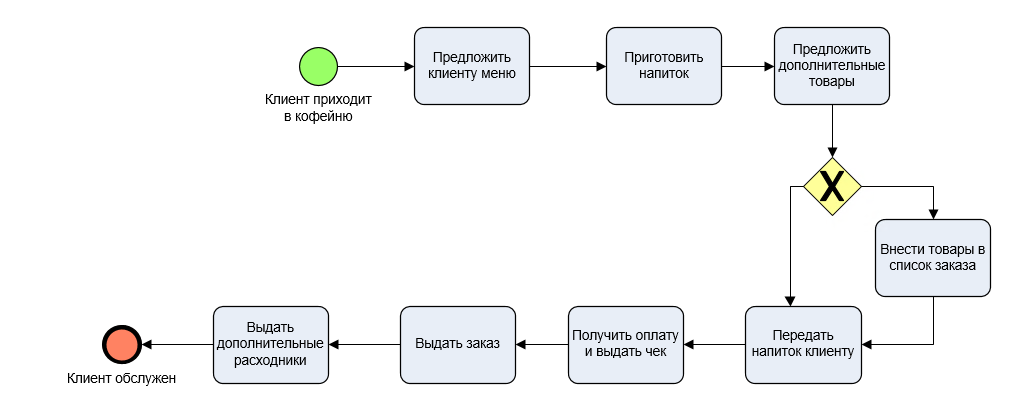 Клиент приходит
в кофейню
Предложить
клиенту меню
Приготовить
напиток
Предложить
дополнительные
товары
X
Внести товары в
список заказа
Передать
напиток клиенту
Получить оплату
и выдать чек
Выдать заказ
Выдать
дополнительные
расходники
Клиент обслужен